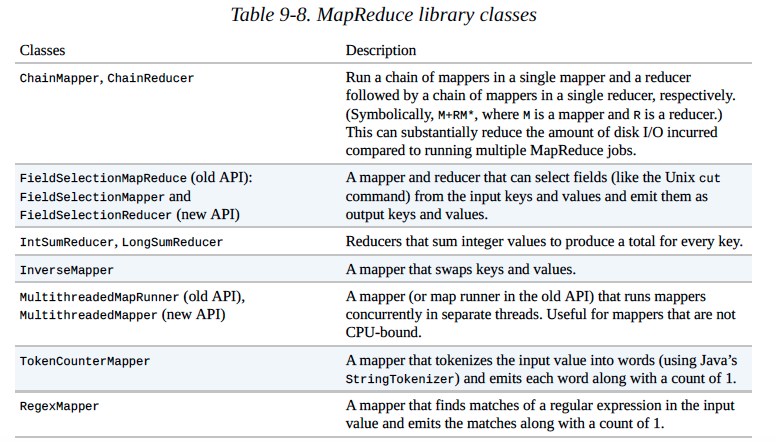 Table 9-8. MapReduce library classes
Classes Description
ChainMapper, ChainReducer Run a chain of mappers in a single mapper and a reducer
followed by a chain of mappers in a single reducer, respectively.
(Symbolically, M+RM*, where M is a mapper and R is a reducer.)
This can substantially reduce the amount of disk I/O incurred
compared to running multiple MapReduce jobs.
FieldSelectionMapReduce (old API): A mapper and reducer that can select fields (like the Unix cut
FieldSelectionMapper and command) from the input keys and values and emit them as
FieldSelectionReducer (new API) output keys and values.
IntSumReducer, LongSumReducer Reducers that sum integer values to produce a total for every key.
InverseMapper A mapper that swaps keys and values.
MultithreadedMapRunner (old API), A mapper (or map runner in the old API) that runs mappers
MultithreadedMapper (new API) concurrently in separate threads. Useful for mappers that are not
CPU-bound.
TokenCounterMapper A mapper that tokenizes the input value into words (using Java’s
StringTokenizer) and emits each word along with a count of 1.
RegexMapper A mapper that finds matches of a regular expression in the input
value and emits the matches along with a count of 1.